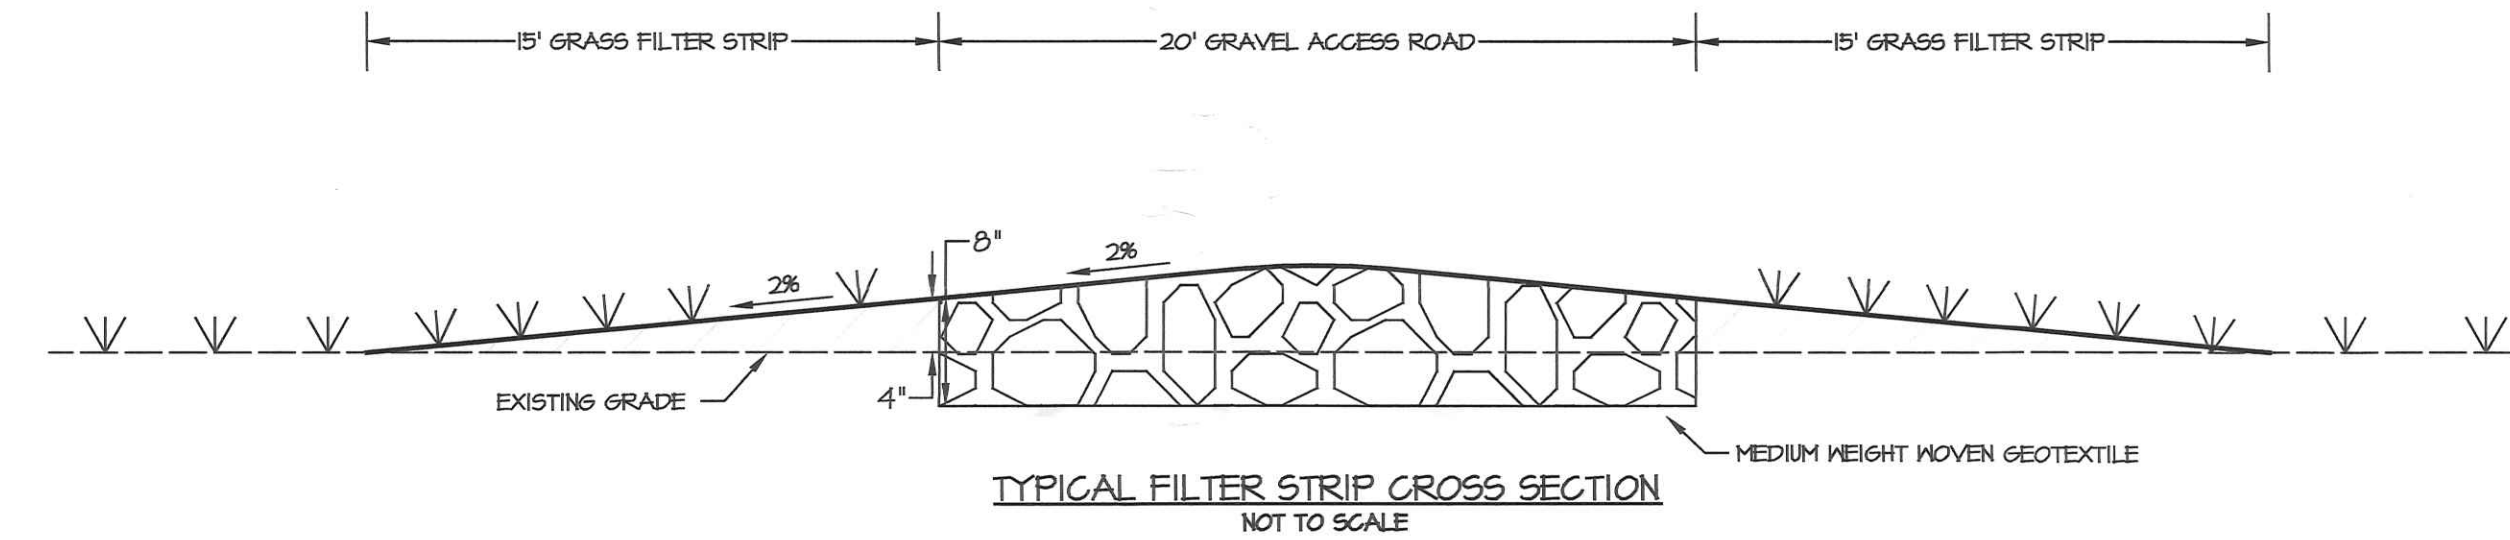 15' GRASS FILTER STRIP
20' GRAVEL ACCESS ROAD
15' GRASS FILTER STRIP
8"
2%
2%
4"
EXISTING GRADE
MEDIUM WEIGHT WOVEN GEOTEXTILE
TYPICAL FILTER STRIP CROSS SECTION
NOT TO SCALE